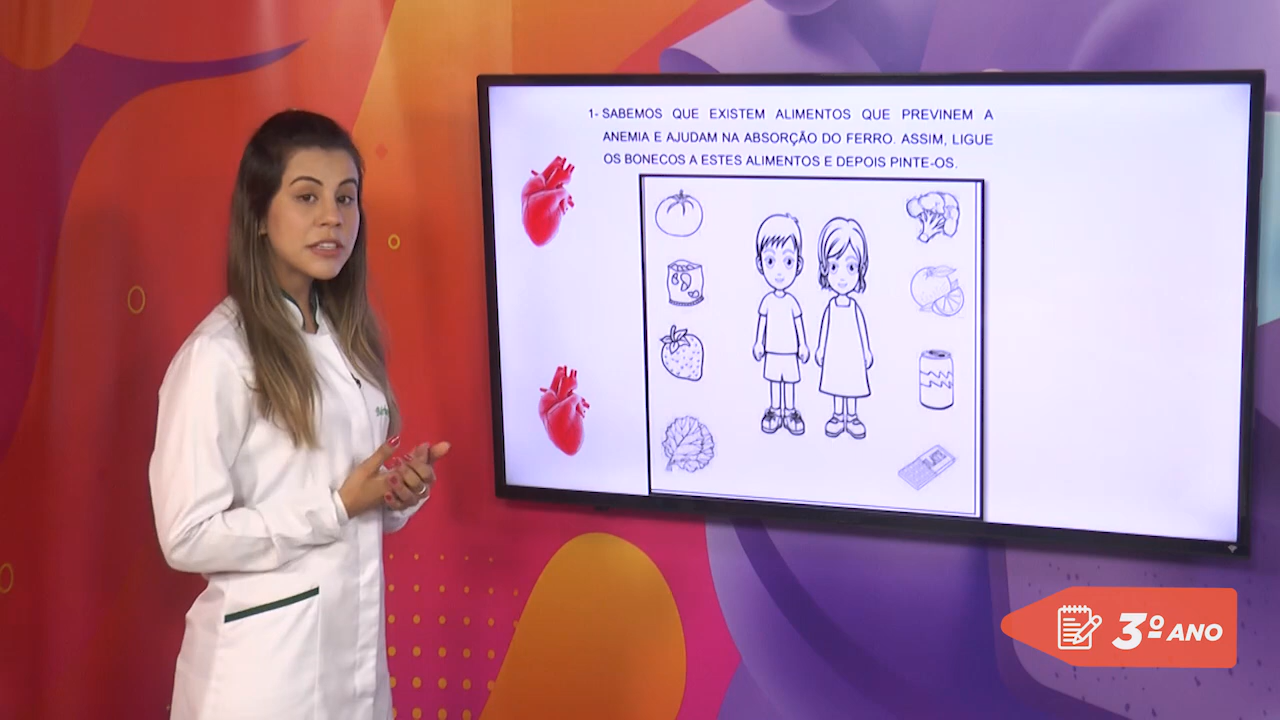 1- SABEMOS QUE EXISTEM ALIMENTOS QUE PREVINEM A
ANEMIA E AJUDAM NA ABSORÇÃO DO FERRO. ASSIM, LIGUE
OS BONECOS A ESTES ALIMENTOS E DEPOIS PINTE-OS.
3º ANO